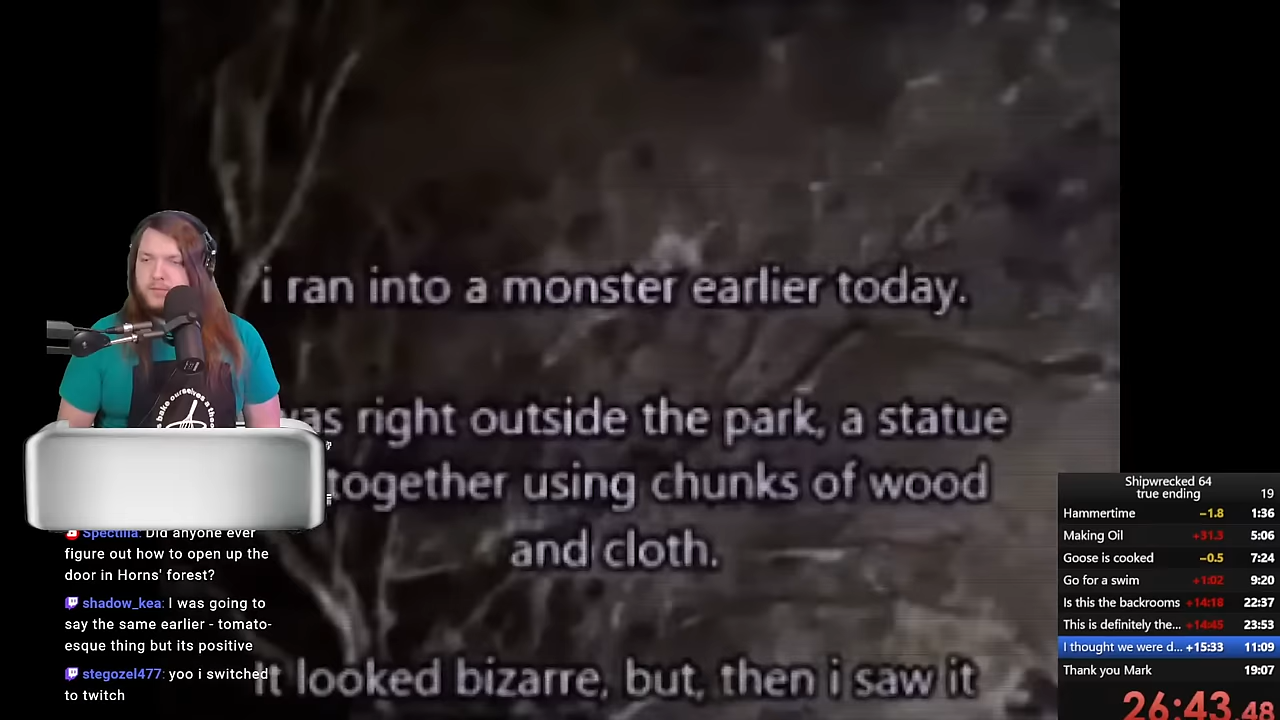 i ran into a monster earlier today.
as right outside the park, a statue
together using chunks of wood
and cloth.
It looked bizarre, but, then i saw it
bake ourselves a
Spectilla: Did anyone ever
figure out how to open up the
door in Horns' forest?
shadow_kea: I was going to
say the same earlier - tomato-
esque thing but its positive
stegozel477: yoo i switched
to twitch
Shipwrecked 64
true ending 19
Hammertime −1.8 1:36
Making Oil +31.3 5:06
Goose is cooked −0.5 7:24
Go for a swim +1:02 9:20
Is this the backrooms +14:18 22:37
This is definitely the... +14:45 23:53
I thought we were d... +15:33 11:09
Thank you Mark 19:07
26:43.48